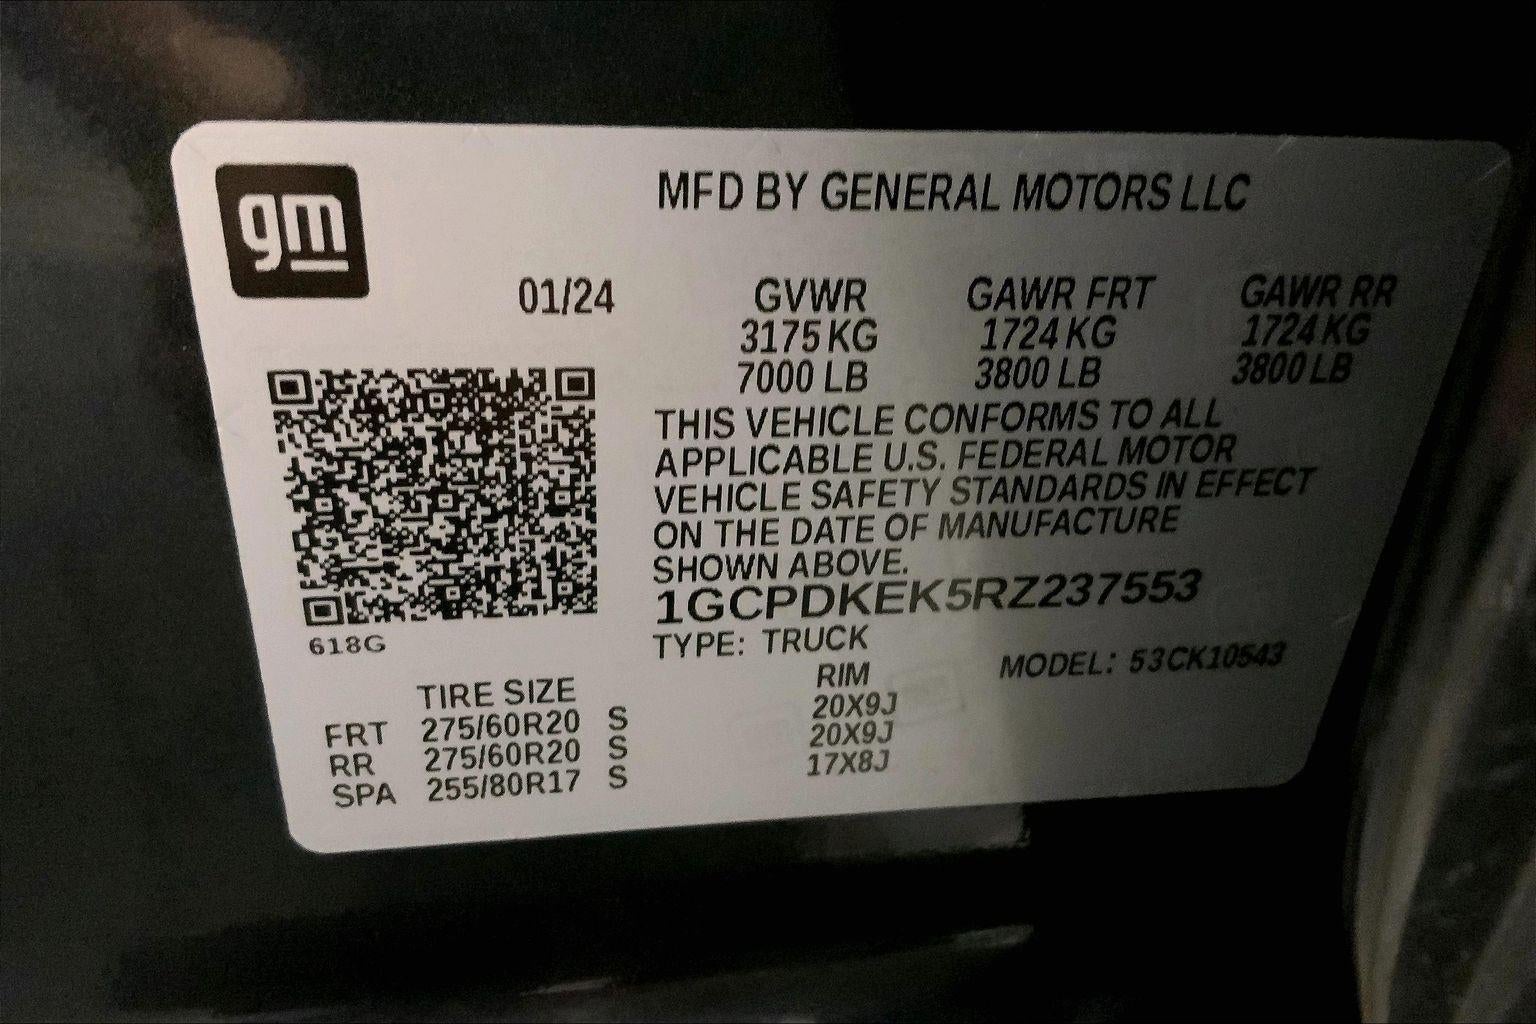 gm
MFD BY GENERAL MOTORS LLC
01/24 GVWR GAWR FRT GAWR RR
3175 KG 1724 KG 1724 KG
7000 LB 3800 LB 3800 LB
THIS VEHICLE CONFORMS TO ALL
APPLICABLE U.S. FEDERAL MOTOR
VEHICLE SAFETY STANDARDS IN EFFECT
ON THE DATE OF MANUFACTURE
SHOWN ABOVE.
1GCPDKEK5RZ237553
618G
TYPE: TRUCK MODEL: 53CK10543
TIRE SIZE RIM
FRT 275/60R20 S 20X9J
RR 275/60R20 S 20X9J
SPA 255/80R17 S 17X8J